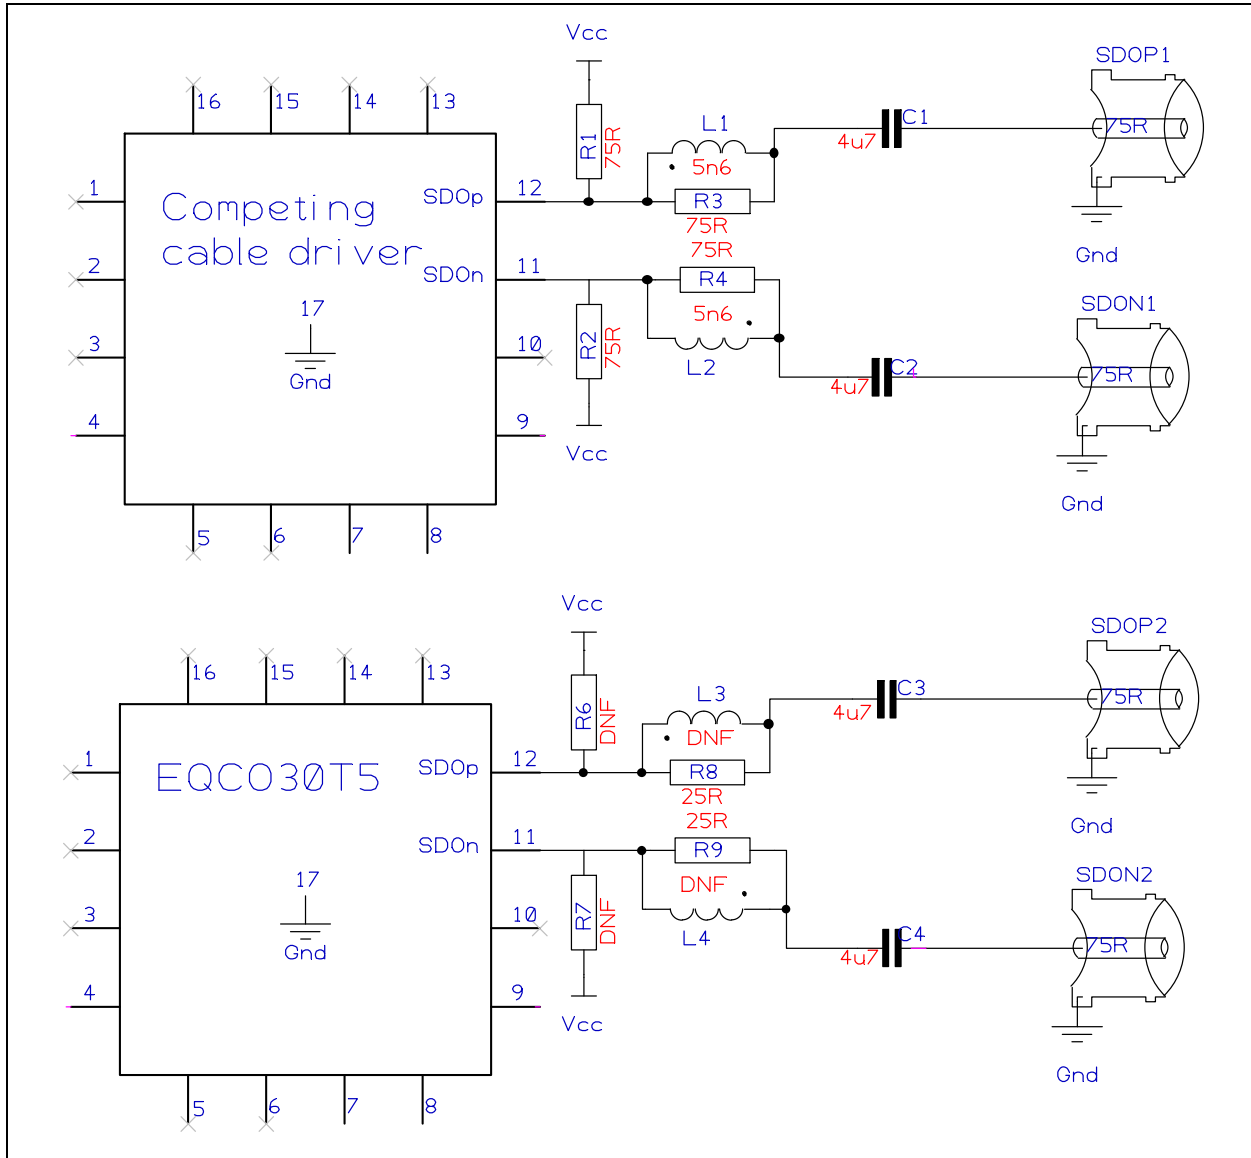 Vcc
SDOP1
16
15
14
13
R1
75R
L1
5n6
C1
4u7
75R
1
Competing
cable driver
SDOp
12
R3
75R
75R
Gnd
2
SDOn
11
R4
5n6
L2
SDON1
17
Gnd
3
10
R2
75R
C2
4u7
75R
4
9
Vcc
Gnd
5
6
7
8
Vcc
SDOP2
16
15
14
13
R6
DNF
L3
DNF
C3
4u7
75R
1
EQCO30T5
SDOp
12
R8
25R
25R
Gnd
2
SDOn
11
R9
DNF
L4
SDON2
17
Gnd
3
10
R7
DNF
C4
4u7
75R
4
9
Vcc
Gnd
5
6
7
8